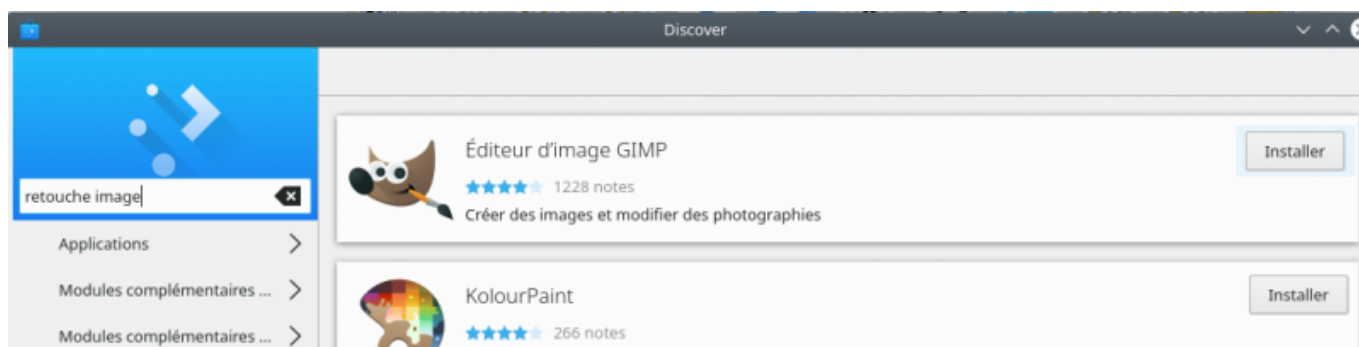 Discover
retouche image
Applications
Modules complémentaires ...
Modules complémentaires ...
Éditeur d'image GIMP
1228 notes
Créer des images et modifier des photographies
Installer
KolourPaint
266 notes
Installer